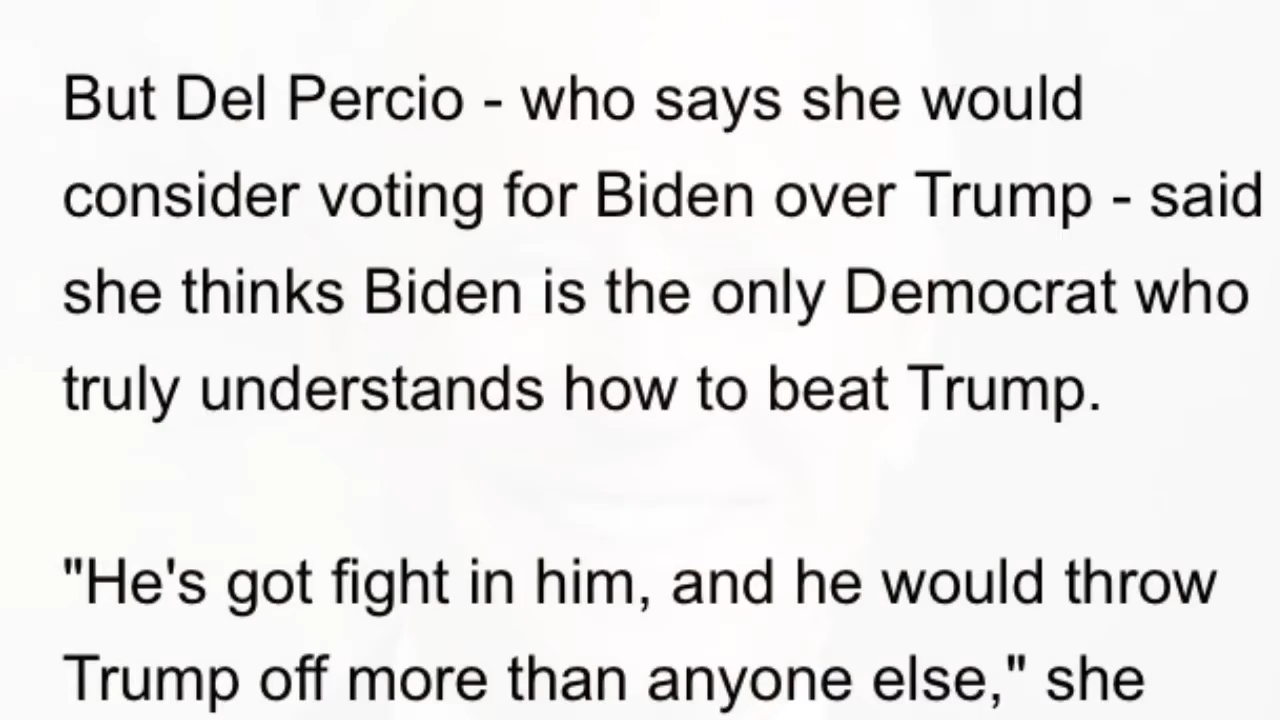 But Del Percio - who says she would
consider voting for Biden over Trump - said
she thinks Biden is the only Democrat who
truly understands how to beat Trump.
"He's got fight in him, and he would throw
Trump off more than anyone else," she